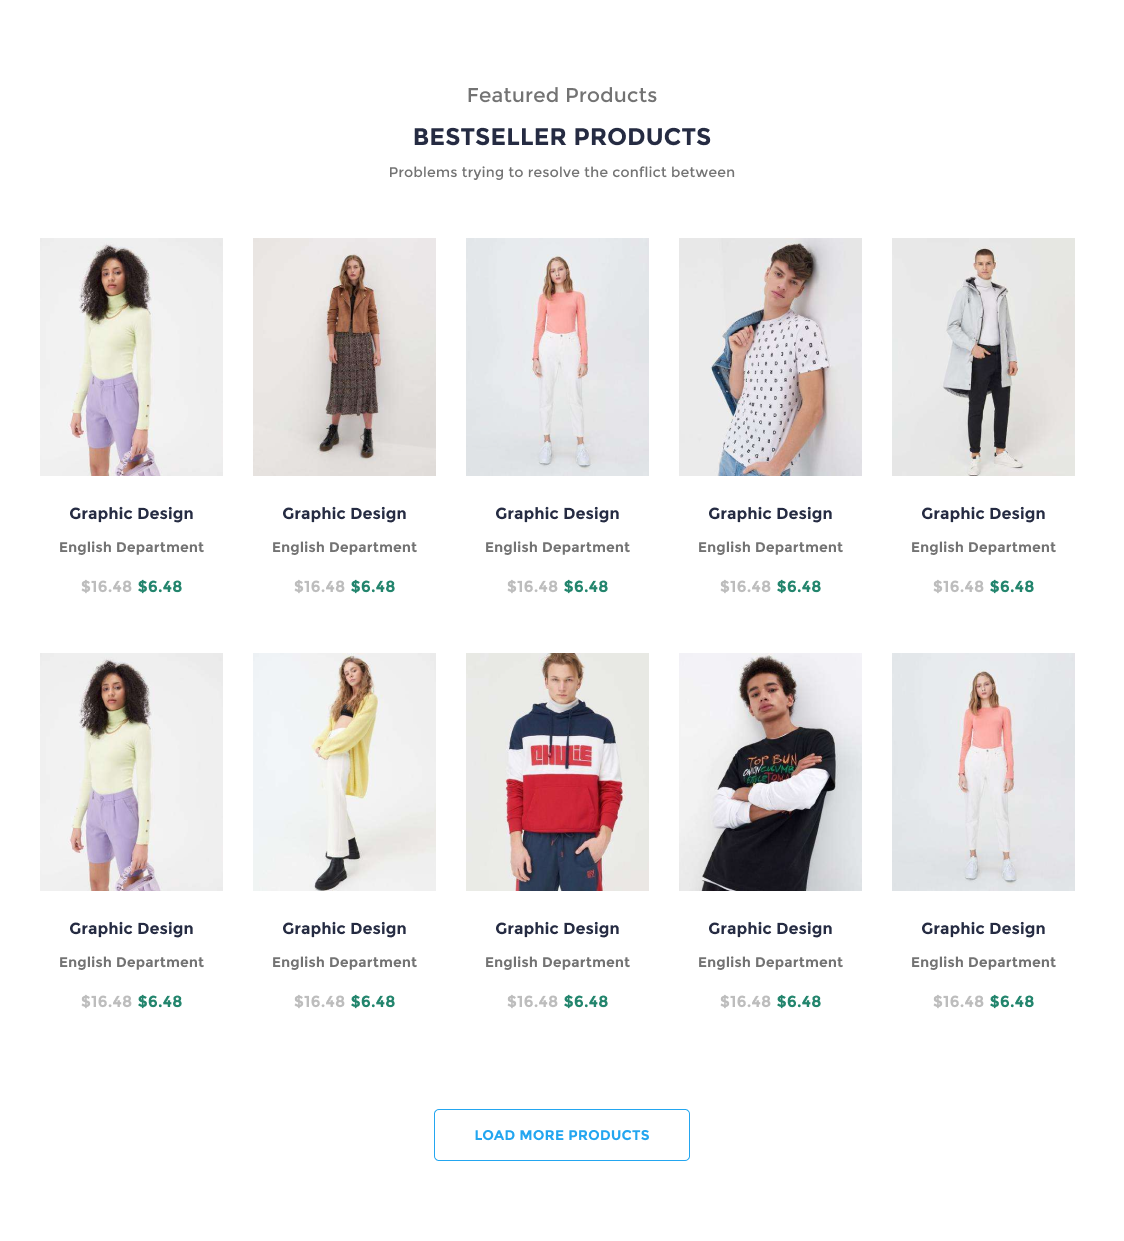 Featured Products
BESTSELLER PRODUCTS
Problems trying to resolve the conflict between
Graphic Design
English Department
$16.48 $6.48
Graphic Design
English Department
$16.48 $6.48
Graphic Design
English Department
$16.48 $6.48
Graphic Design
English Department
$16.48 $6.48
Graphic Design
English Department
$16.48 $6.48
TOP BUN
Graphic Design
English Department
$16.48 $6.48
Graphic Design
English Department
$16.48 $6.48
Graphic Design
English Department
$16.48 $6.48
Graphic Design
English Department
$16.48 $6.48
Graphic Design
English Department
$16.48 $6.48
LOAD MORE PRODUCTS